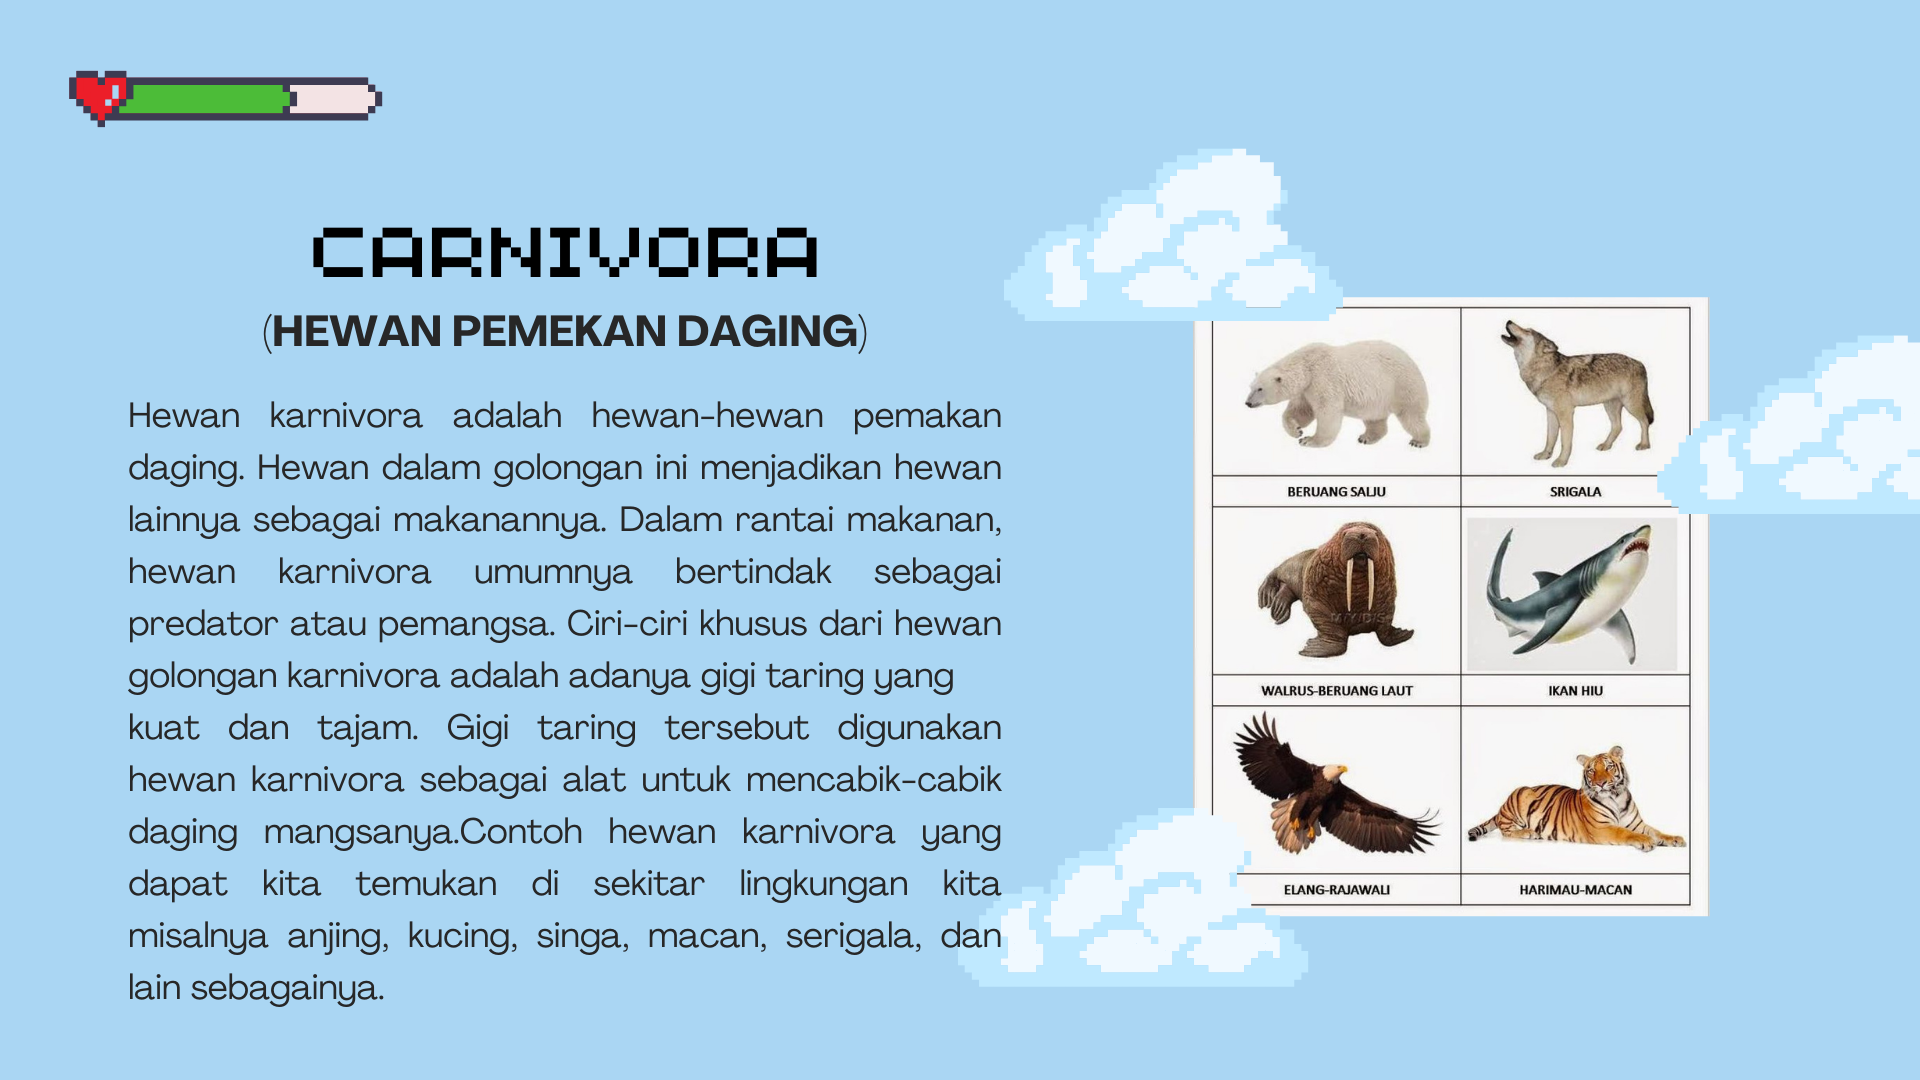 CARNIVORA
(HEWAN PEMEKAN DAGING)
Hewan karnivora adalah hewan-hewan pemakan
daging. Hewan dalam golongan ini menjadikan hewan
lainnya sebagai makanannya. Dalam rantai makanan,
hewan karnivora umumnya bertindak sebagai
predator atau pemangsa. Ciri-ciri khusus dari hewan
golongan karnivora adalah adanya gigi taring yang
kuat dan tajam. Gigi taring tersebut digunakan
hewan karnivora sebagai alat untuk mencabik-cabik
daging mangsanya.Contoh hewan karnivora yang
dapat kita temukan di sekitar lingkungan kita
misalnya anjing, kucing, singa, macan, serigala, dan
lain sebagainya.
BERUANG SALJU
SRIGALA
WALRUS-BERUANG LAUT
IKAN HIU
ELANG-RAJAWALI
HARIMAU-MACAN